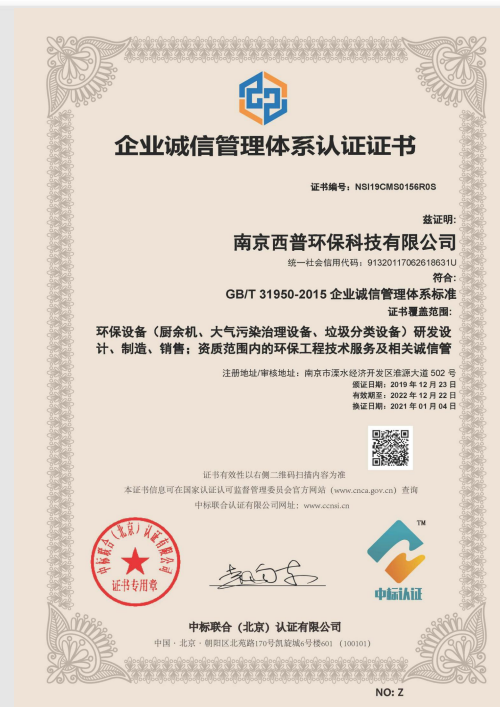 企业诚信管理体系认证证书
证书编号：NSI19CMS0156R0S
兹证明:
南京西普环保科技有限公司
统一社会信用代码：91320117062618631U
符合:
GB/T 31950-2015 企业诚信管理体系标准
证书覆盖范围:
环保设备（厨余机、大气污染治理设备、垃圾分类设备）研发设
计、制造、销售；资质范围内的环保工程技术服务及相关诚信管
注册地址/审核地址：南京市溧水经济开发区淮源大道 502 号
颁证日期：2019 年 12 月 23 日
有效期至：2022 年 12 月 22 日
换证日期：2021 年 01 月 04 日
证书有效性以右侧二维码扫描内容为准
本证书信息可在国家认证认可监督管理委员会官方网站（www.cnca.gov.cn）查询
中标联合认证有限公司网址：www.ccnsi.cn
中标联合（北京）认证有限公司
证书专用章
TM
中标认证
中标联合（北京）认证有限公司
中国 · 北京 · 朝阳区北苑路170号凯旋城6号楼601 （100101）
NO: Z